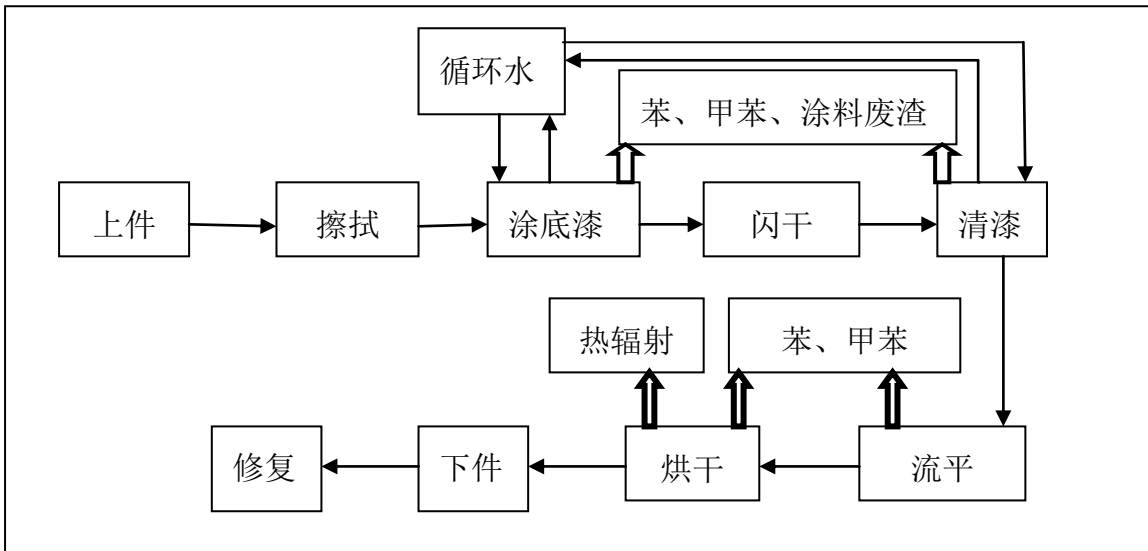 循环水
苯、甲苯、涂料废渣
上件
擦拭
涂底漆
闪干
清漆
热辐射
苯、甲苯
修复
下件
烘干
流平